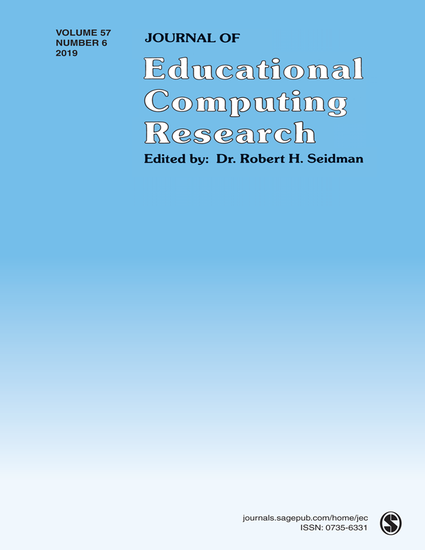 VOLUME 57
NUMBER 6
2019
JOURNAL OF
Educational
Computing
Research
Edited by: Dr. Robert H. Seidman
journals.sagepub.com/home/jec
ISSN: 0735-6331
S